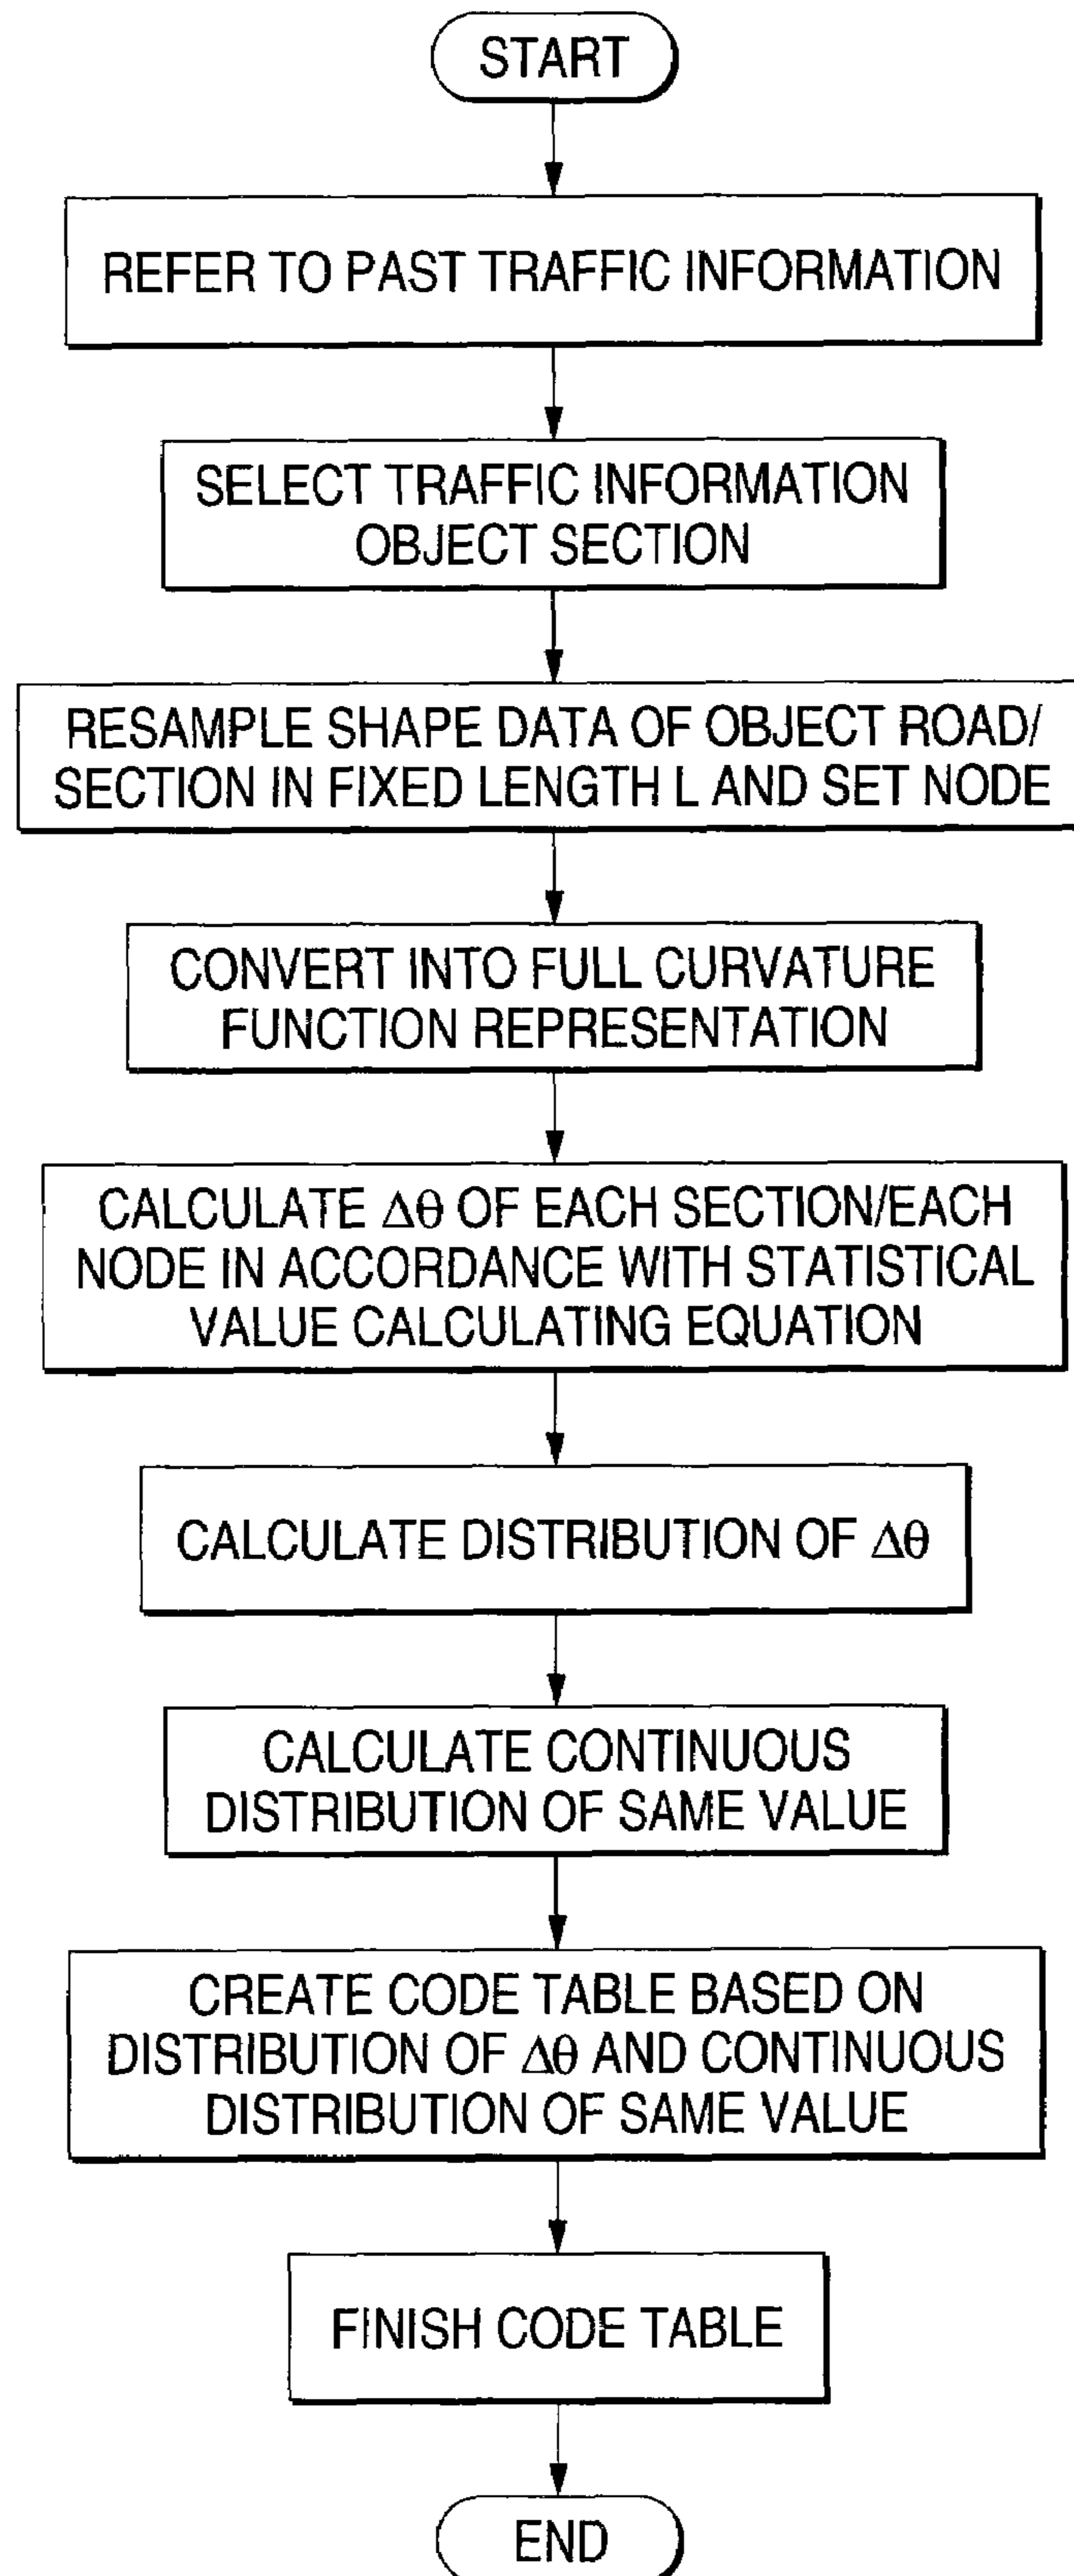 START
REFER TO PAST TRAFFIC INFORMATION
SELECT TRAFFIC INFORMATION
OBJECT SECTION
RESAMPLE SHAPE DATA OF OBJECT ROAD/
SECTION IN FIXED LENGTH L AND SET NODE
CONVERT INTO FULL CURVATURE
FUNCTION REPRESENTATION
CALCULATE Δθ OF EACH SECTION/EACH
NODE IN ACCORDANCE WITH STATISTICAL
VALUE CALCULATING EQUATION
CALCULATE DISTRIBUTION OF Δθ
CALCULATE CONTINUOUS
DISTRIBUTION OF SAME VALUE
CREATE CODE TABLE BASED ON
DISTRIBUTION OF Δθ AND CONTINUOUS
DISTRIBUTION OF SAME VALUE
FINISH CODE TABLE
END